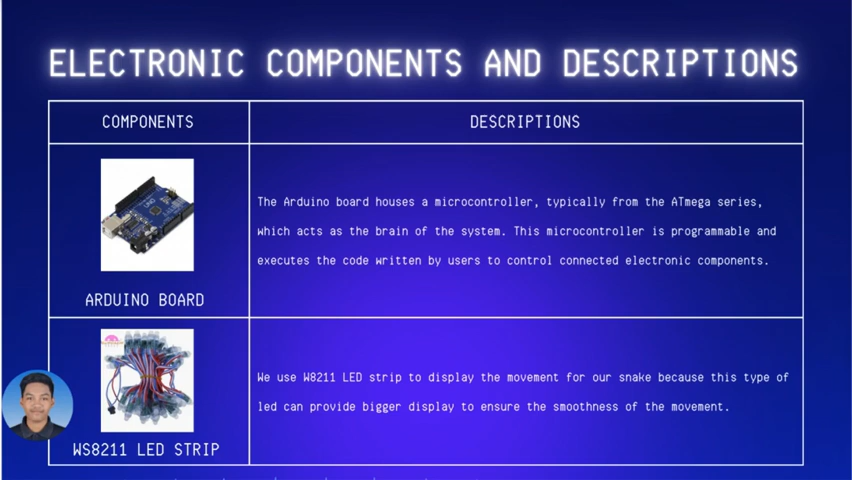 ELECTRONIC COMPONENTS AND DESCRIPTIONS
COMPONENTS
DESCRIPTIONS
UNO
ARDUINO BOARD
The Arduino board houses a microcontroller, typically from the ATmega series,
which acts as the brain of the system. This microcontroller is programmable and
executes the code written by users to control connected electronic components.
WS8211 LED STRIP
We use W8211 LED strip to display the movement for our snake because this type of
led can provide bigger display to ensure the smoothness of the movement.